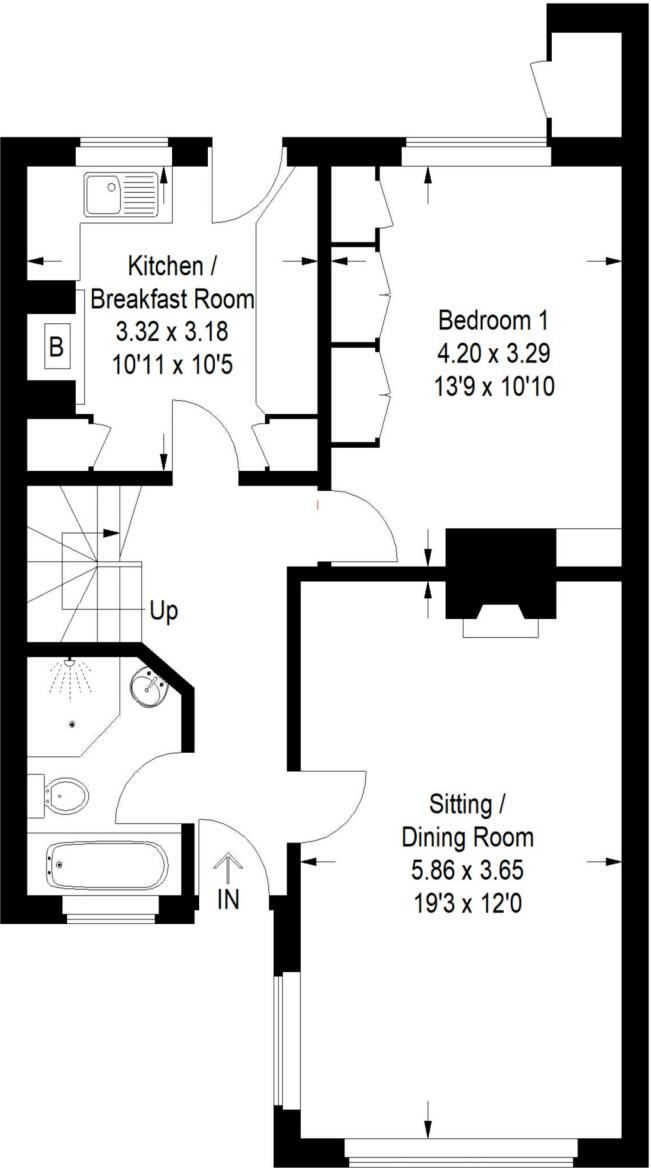 Kitchen /
Breakfast Room
3.32 x 3.18
10'11 x 10'5
B
Bedroom 1
4.20 x 3.29
13'9 x 10'10
Up
Sitting /
Dining Room
5.86 x 3.65
19'3 x 12'0
IN